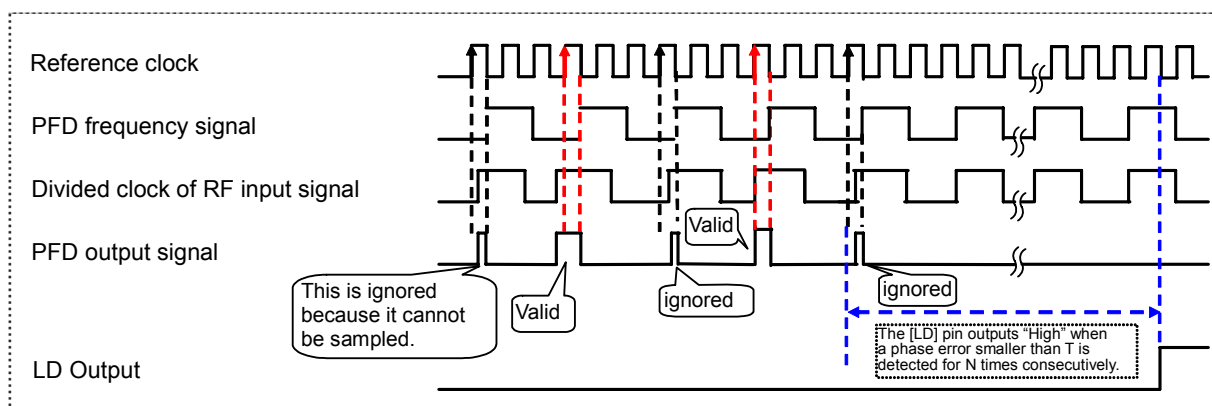 Reference clock
PFD frequency signal
Divided clock of RF input signal
PFD output signal
Valid
This is ignored
because it cannot
be sampled.
Valid
ignored
ignored
The [LD] pin outputs “High” when
a phase error smaller than T is
detected for N times consecutively.
LD Output